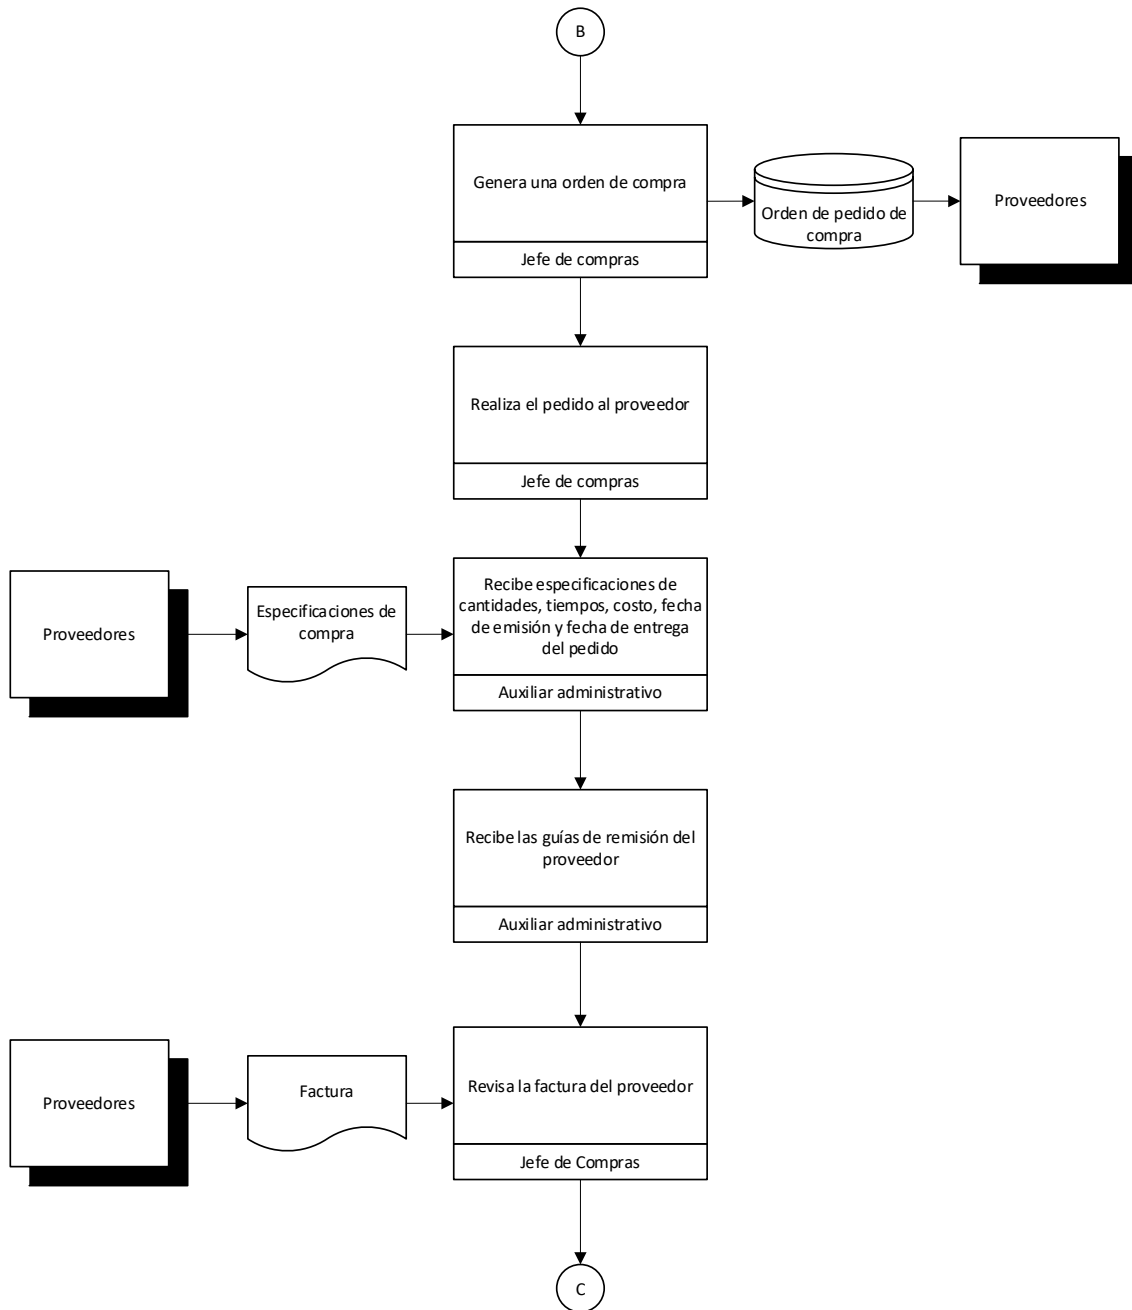 B
Genera una orden de compra
Jefe de compras
Orden de pedido de
compra
Proveedores
Realiza el pedido al proveedor
Jefe de compras
Proveedores
Especificaciones de
compra
Recibe especificaciones de
cantidades, tiempos, costo, fecha
de emisión y fecha de entrega
del pedido
Auxiliar administrativo
Recibe las guías de remisión del
proveedor
Auxiliar administrativo
Proveedores
Factura
Revisa la factura del proveedor
Jefe de Compras
C